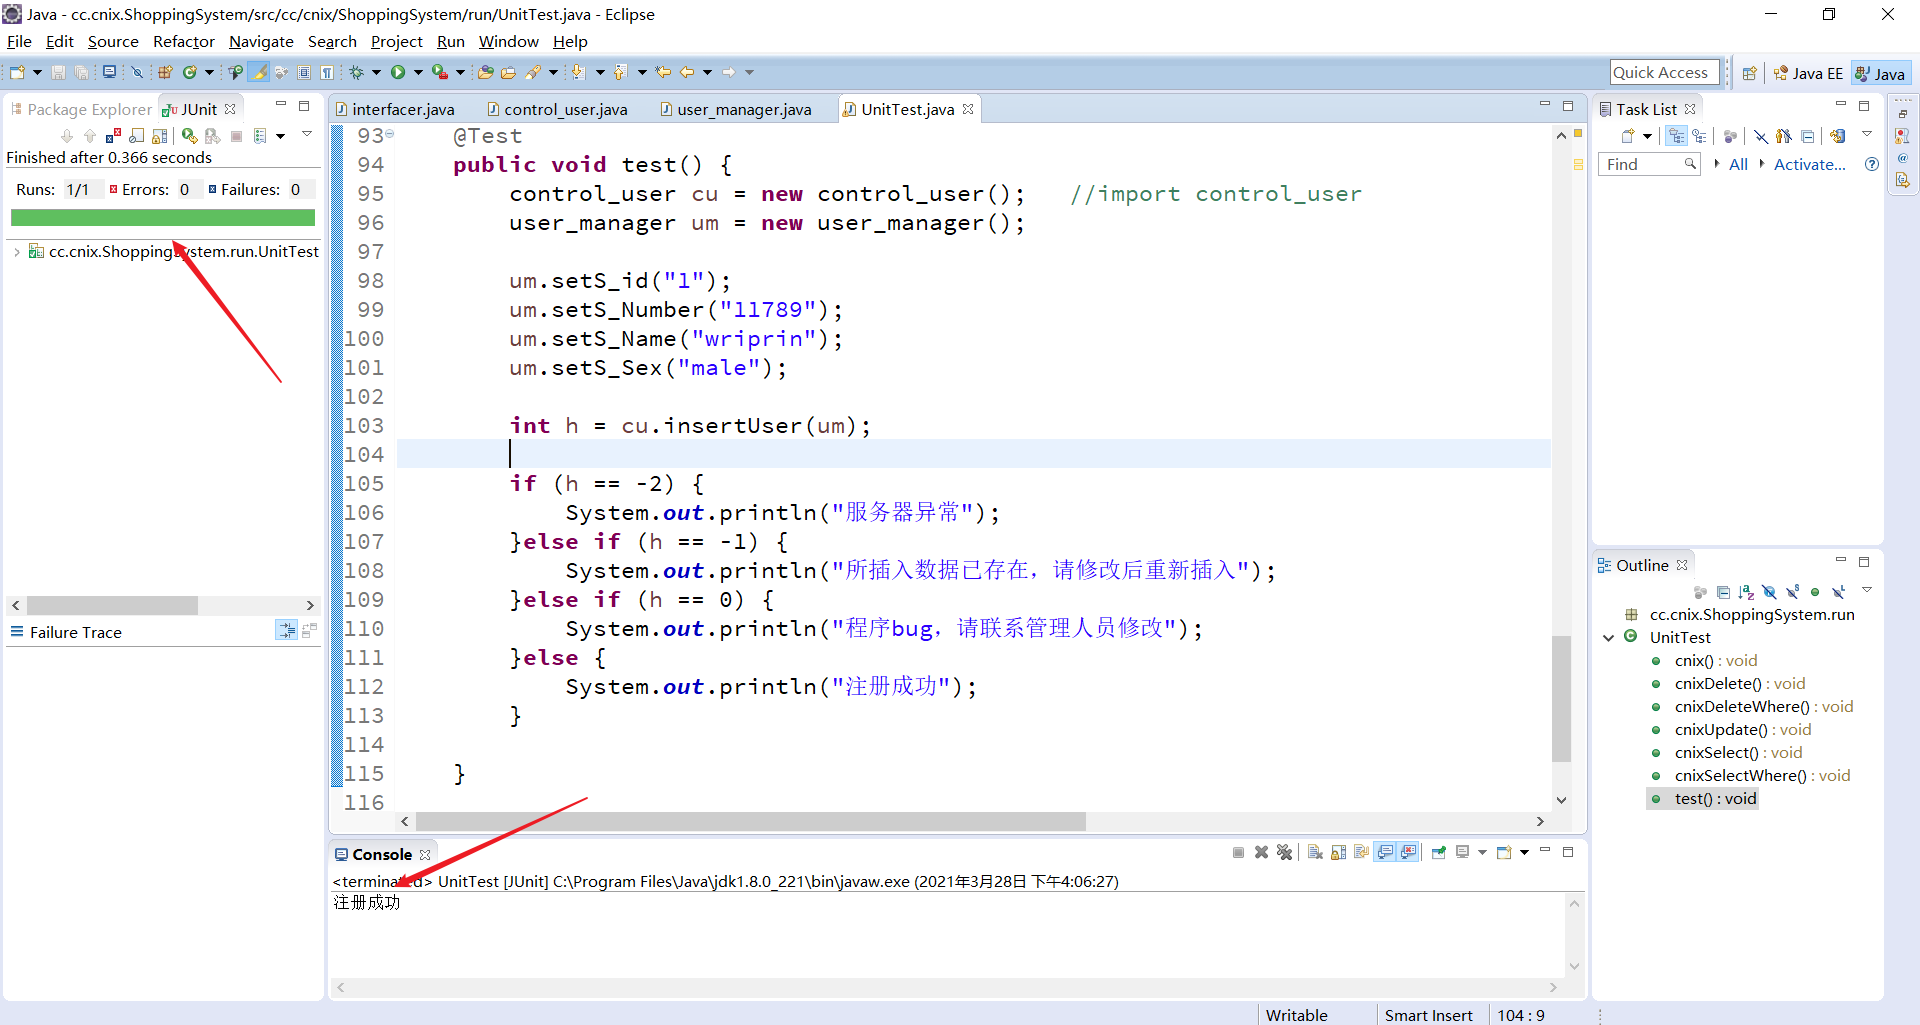 Java - cc.cnix.ShoppingSystem/src/cc/cnix/ShoppingSystem/run/UnitTest.java - Eclipse
File Edit Source Refactor Navigate Search Project Run Window Help
Quick Access
Java EE
Java
Package Explorer
JUnit
Finished after 0.366 seconds
Runs: 1/1 Errors: 0 Failures: 0
cc.cnix.ShoppingSystem.run.UnitTest
Failure Trace
interfacer.java
control_user.java
user_manager.java
UnitTest.java
93 @Test
94 public void test() {
95 control_user cu = new control_user(); //import control_user
96 user_manager um = new user_manager();
97
98 um.setS_id("1");
99 um.setS_Number("11789");
100 um.setS_Name("wriprin");
101 um.setS_Sex("male");
102
103 int h = cu.insertUser(um);
104
105 if (h == -2) {
106 System.out.println("服务器异常");
107 }else if (h == -1) {
108 System.out.println("所插入数据已存在，请修改后重新插入");
109 }else if (h == 0) {
110 System.out.println("程序bug，请联系管理人员修改");
111 }else {
112 System.out.println("注册成功");
113 }
114
115 }
116
Console
<terminated> UnitTest [JUnit] C:\Program Files\Java\jdk1.8.0_221\bin\javaw.exe (2021年3月28日 下午4:06:27)
注册成功
Task List
Find
All
Activate...
Outline
cc.cnix.ShoppingSystem.run
UnitTest
cnix() : void
cnixDelete() : void
cnixDeleteWhere() : void
cnixUpdate() : void
cnixSelect() : void
cnixSelectWhere() : void
test() : void
Writable
Smart Insert
104 : 9